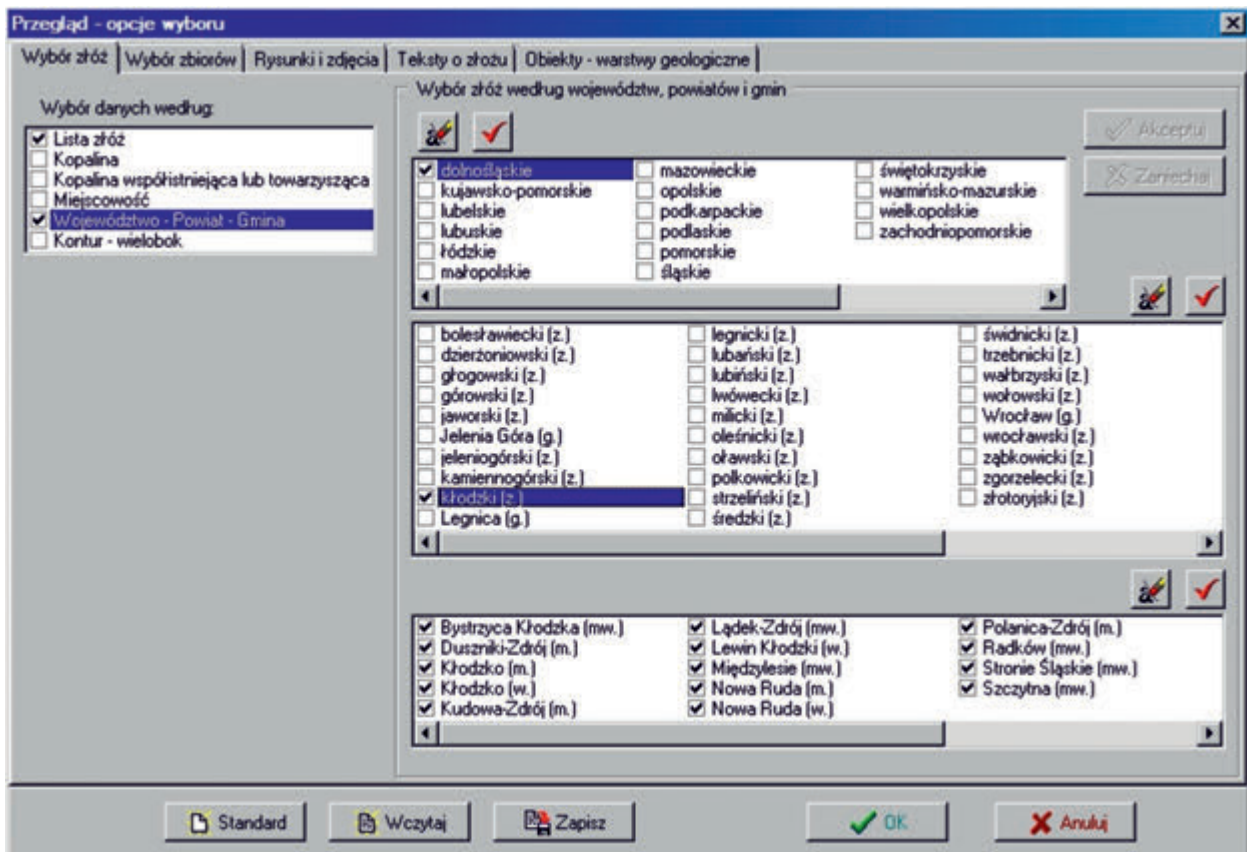 Przegląd - opcje wyboru
Wybór złóż
Wybór zbiorów
Rysunki i zdjęcia
Teksty o złożu
Obiekty - warstwy geologiczne
Wybór danych według:
Lista złóż
Kopalina
Kopalina współistniejąca lub towarzysząca
Miejscowość
Województwo - Powiat - Gmina
Kontur - wielobok
Wybór złóż według województw, powiatów i gmin
Akceptuj
Zaniechaj
dolnośląskie
kujawsko-pomorskie
lubelskie
lubuskie
łódzkie
małopolskie
mazowieckie
opolskie
podkarpackie
podlaskie
pomorskie
śląskie
świętokrzyskie
warmińsko-mazurskie
wielkopolskie
zachodniopomorskie
bolesławiecki (z.)
dzierżoniowski (z.)
głogowski (z.)
górowski (z.)
jaworski (z.)
Jelenia Góra (g.)
jeleniogórski (z.)
kamiennogórski (z.)
kłodzki (z.)
Legnica (g.)
legnicki (z.)
lubański (z.)
lubiński (z.)
lwówecki (z.)
milicki (z.)
oleśnicki (z.)
oławski (z.)
polkowicki (z.)
strzeliński (z.)
średzki (z.)
świdnicki (z.)
trzebnicki (z.)
wałbrzyski (z.)
wołowski (z.)
Wrocław (g.)
wrocławski (z.)
ząbkowicki (z.)
zgorzelecki (z.)
złotoryjski (z.)
Bystrzyca Kłodzka (mw.)
Duszniki-Zdrój (m.)
Kłodzko (m.)
Kłodzko (w.)
Kudowa-Zdrój (m.)
Lądek-Zdrój (mw.)
Lewin Kłodzki (w.)
Międzylesie (mw.)
Nowa Ruda (m.)
Nowa Ruda (w.)
Polanica-Zdrój (m.)
Radków (mw.)
Stronie Śląskie (mw.)
Szczytna (mw.)
Standard
Wczytaj
Zapisz
OK
Anuluj